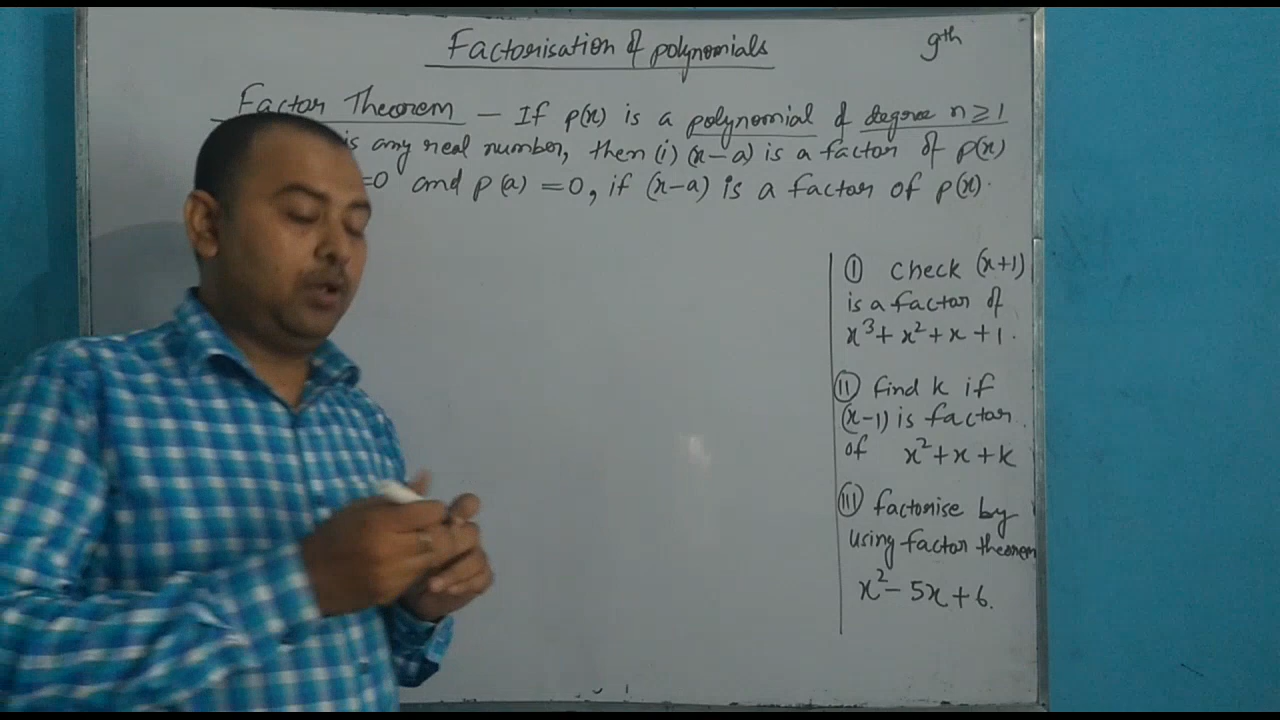 Factorisation of polynomials
9th
Factor Theorem – If p(x) is a polynomial of degree n ≥ 1
is any real number, then (i) (x-a) is a factor of p(x)
=0 and p(a) = 0, if (x-a) is a factor of p(x).
(I) Check (x+1)
is a factor of
x³ + x² + x + 1.
(II) find k if
(x-1) is factor
of x² + x + k
(III) factorise by
using factor theorem
x² - 5x + 6.